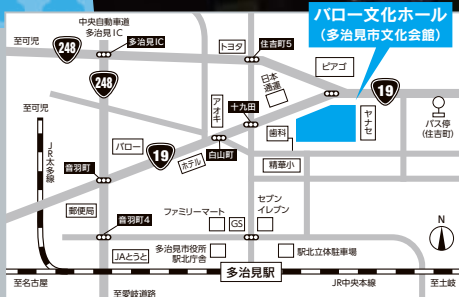 バロー文化ホール
(多治見市文化会館)
中央自動車道
多治見IC
至可児
248
多治見IC
トヨタ
住吉町5
ピアゴ
248
19
日本
通運
至可児
アオキ
十九田
ヤナセ
バス停
(住吉町)
JR太多線
バロー
19
白山町
歯科
ホテル
精華小
音羽町
郵便局
音羽町4
ファミリーマート
GS
セブン
イレブン
N
JAとうと
多治見市役所
駅北庁舎
駅北立体駐車場
多治見駅
至名古屋
JR中央本線
至土岐
至愛岐道路